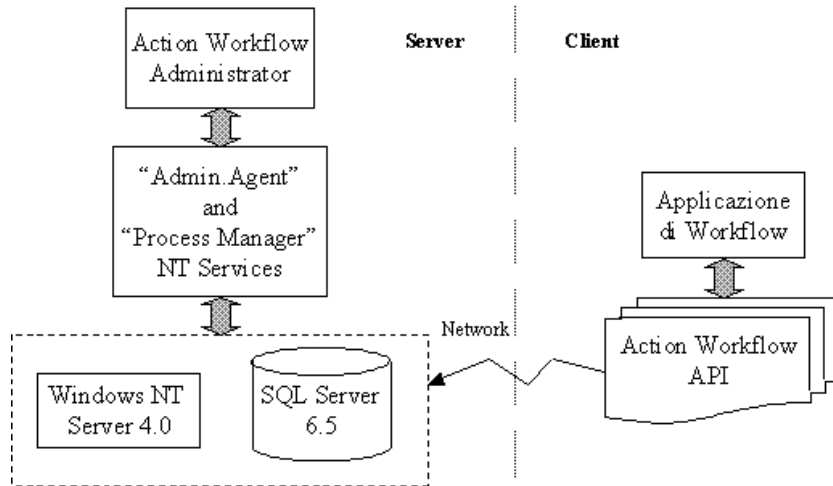 Action Workflow
Administrator
Server
Client
“Admin.Agent”
and
“Process Manager”
NT Services
Applicazione
di Workflow
Network
Action Workflow
API
Windows NT
Server 4.0
SQL Server
6.5